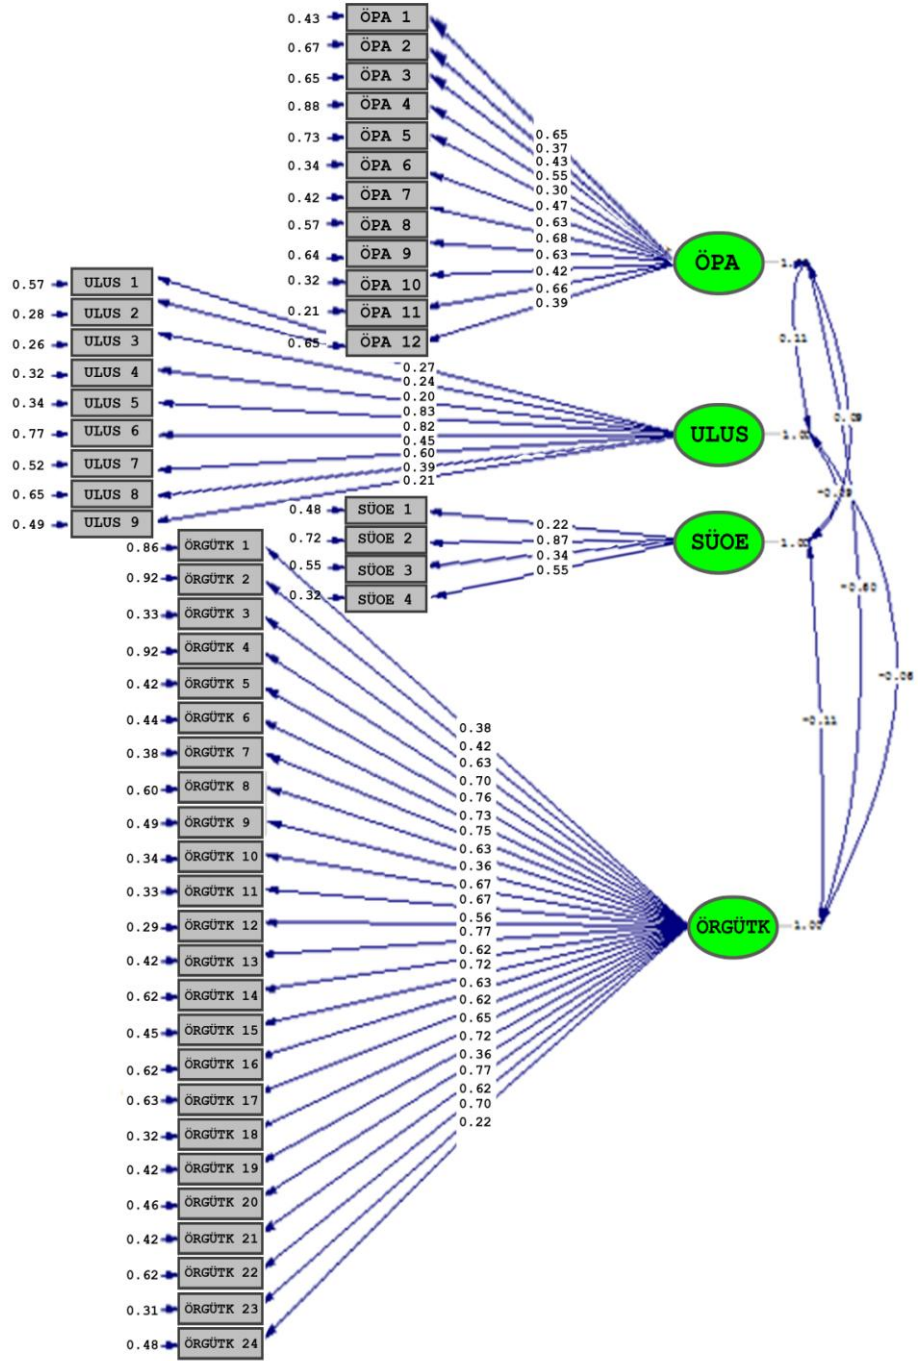 0.43 ÖPA 1
0.67 ÖPA 2
0.65 ÖPA 3
0.88 ÖPA 4
0.73 ÖPA 5
0.34 ÖPA 6
0.42 ÖPA 7
0.57 ÖPA 8
0.64 ÖPA 9
0.32 ÖPA 10
0.21 ÖPA 11
0.65 ÖPA 12
0.65
0.37
0.43
0.55
0.30
0.47
0.63
0.68
0.63
0.42
0.66
0.39
ÖPA
0.57 ULUS 1
0.28 ULUS 2
0.26 ULUS 3
0.32 ULUS 4
0.34 ULUS 5
0.77 ULUS 6
0.52 ULUS 7
0.65 ULUS 8
0.49 ULUS 9
0.27
0.24
0.20
0.83
0.82
0.45
0.60
0.39
0.21
ULUS
1.00
0.48 SÜOE 1
0.72 SÜOE 2
0.55 SÜOE 3
0.32 SÜOE 4
0.22
0.87
0.34
0.55
SÜOE
1.00
0.86 ÖRGÜTK 1
0.92 ÖRGÜTK 2
0.33 ÖRGÜTK 3
0.92 ÖRGÜTK 4
0.42 ÖRGÜTK 5
0.44 ÖRGÜTK 6
0.38 ÖRGÜTK 7
0.60 ÖRGÜTK 8
0.49 ÖRGÜTK 9
0.34 ÖRGÜTK 10
0.33 ÖRGÜTK 11
0.29 ÖRGÜTK 12
0.42 ÖRGÜTK 13
0.62 ÖRGÜTK 14
0.45 ÖRGÜTK 15
0.62 ÖRGÜTK 16
0.63 ÖRGÜTK 17
0.32 ÖRGÜTK 18
0.42 ÖRGÜTK 19
0.46 ÖRGÜTK 20
0.42 ÖRGÜTK 21
0.62 ÖRGÜTK 22
0.31 ÖRGÜTK 23
0.48 ÖRGÜTK 24
0.38
0.42
0.63
0.70
0.76
0.73
0.75
0.63
0.36
0.67
0.67
0.56
0.77
0.62
0.72
0.63
0.62
0.65
0.72
0.36
0.77
0.62
0.70
0.22
ÖRGÜTK
1.00
0.11
0.09
-0.60
-0.11